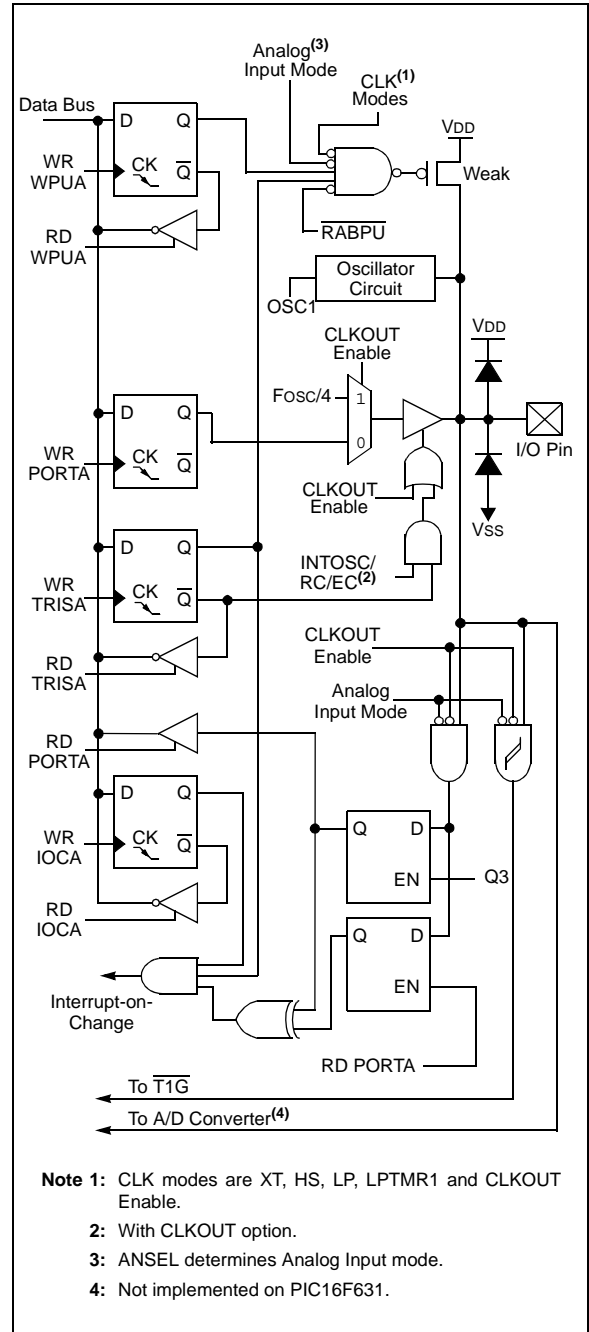 Analog(3)
Input Mode
CLK(1)
Modes
Data Bus
D Q
VDD
WR
WPUA
CK Q
Weak
RD
WPUA
RABPU
Oscillator
Circuit
OSC1
CLKOUT
Enable
VDD
FOSC/4
1
D Q
0
I/O Pin
WR
PORTA
CK Q
CLKOUT
Enable
VSS
D Q
INTOSC/
RC/EC(2)
WR
TRISA
CK Q
CLKOUT
Enable
RD
TRISA
Analog
Input Mode
RD
PORTA
D Q
WR
IOCA
CK Q
Q D
EN
Q3
RD
IOCA
Q D
EN
Interrupt-on-
Change
RD PORTA
To T1G
To A/D Converter(4)
Note 1: CLK modes are XT, HS, LP, LPTMR1 and CLKOUT
Enable.
2: With CLKOUT option.
3: ANSEL determines Analog Input mode.
4: Not implemented on PIC16F631.